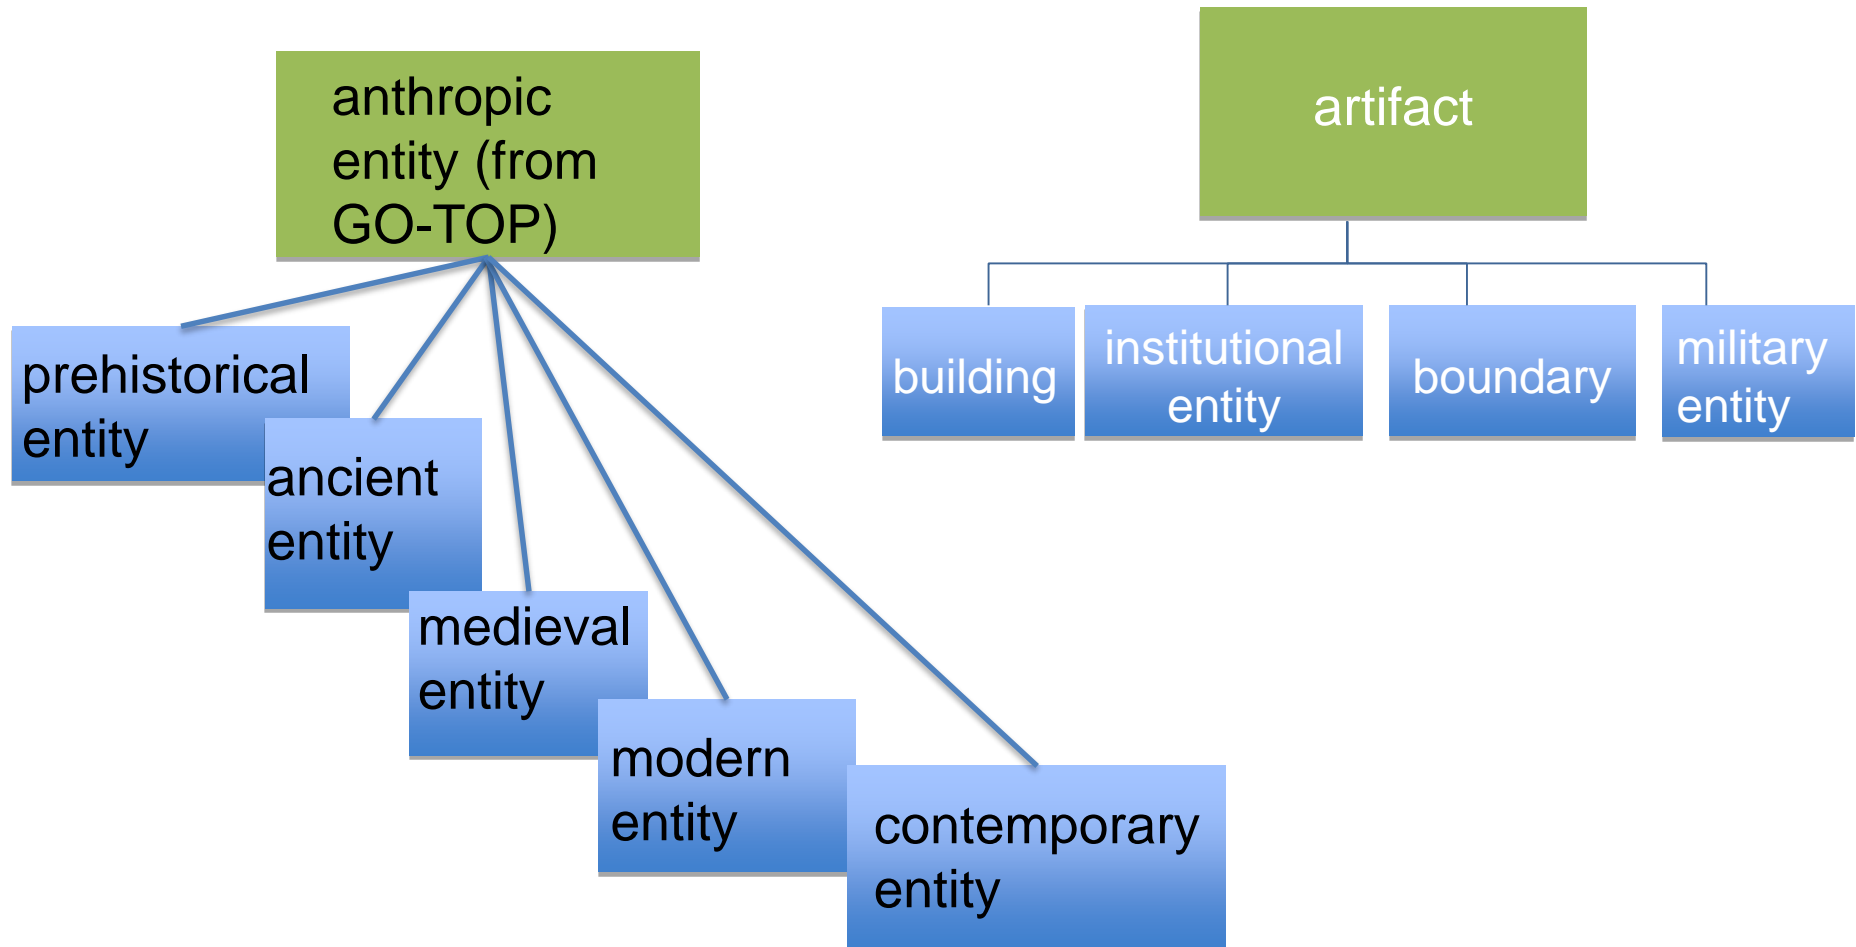 anthropic
entity (from
GO-TOP)
prehistorical
entity
ancient
entity
medieval
entity
modern
entity
contemporary
entity
artifact
building
institutional
entity
boundary
military
entity